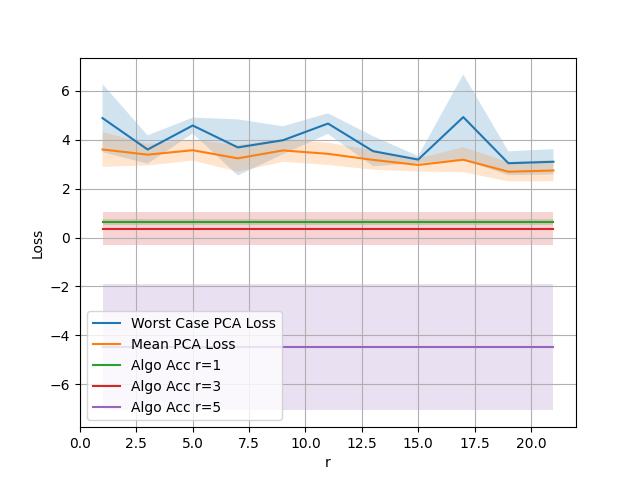 6
4
2
0
−2
−4
−6
Loss
Worst Case PCA Loss
Mean PCA Loss
Algo Acc r=1
Algo Acc r=3
Algo Acc r=5
0.0 2.5 5.0 7.5 10.0 12.5 15.0 17.5 20.0
r